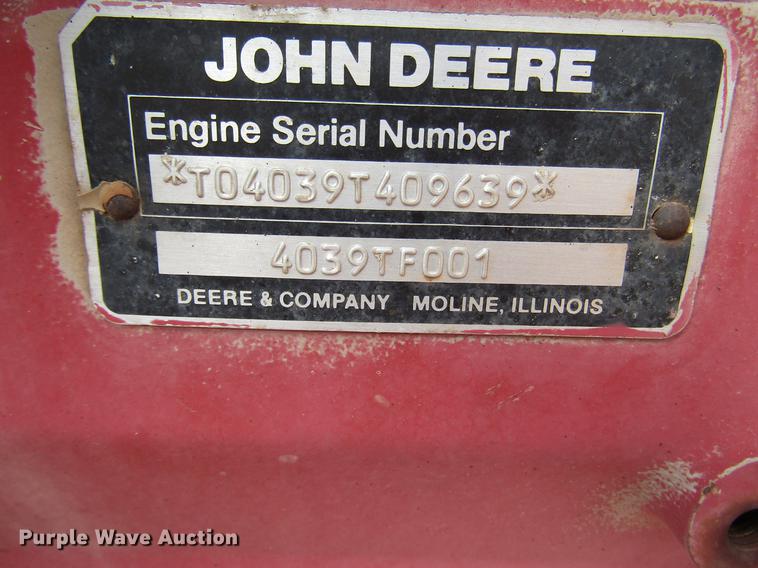 JOHN DEERE
Engine Serial Number
*T04039T409639*
4039TF001
DEERE & COMPANY MOLINE, ILLINOIS
Purple Wave Auction